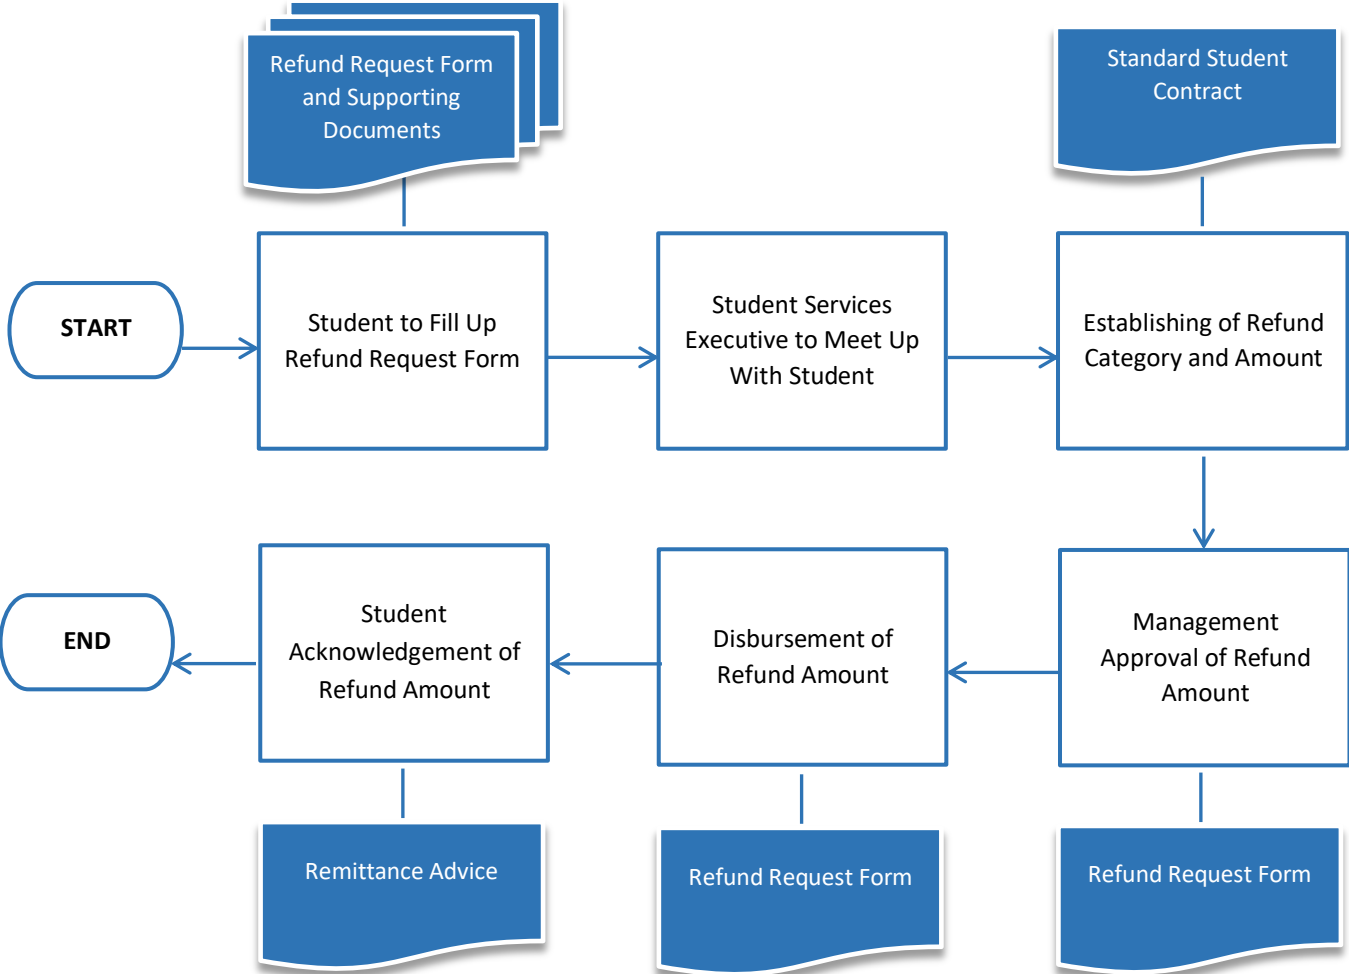 Refund Request Form
and Supporting
Documents
Standard Student
Contract
START
Student to Fill Up
Refund Request Form
Student Services
Executive to Meet Up
With Student
Establishing of Refund
Category and Amount
END
Student
Acknowledgement of
Refund Amount
Disbursement of
Refund Amount
Management
Approval of Refund
Amount
Remittance Advice
Refund Request Form
Refund Request Form